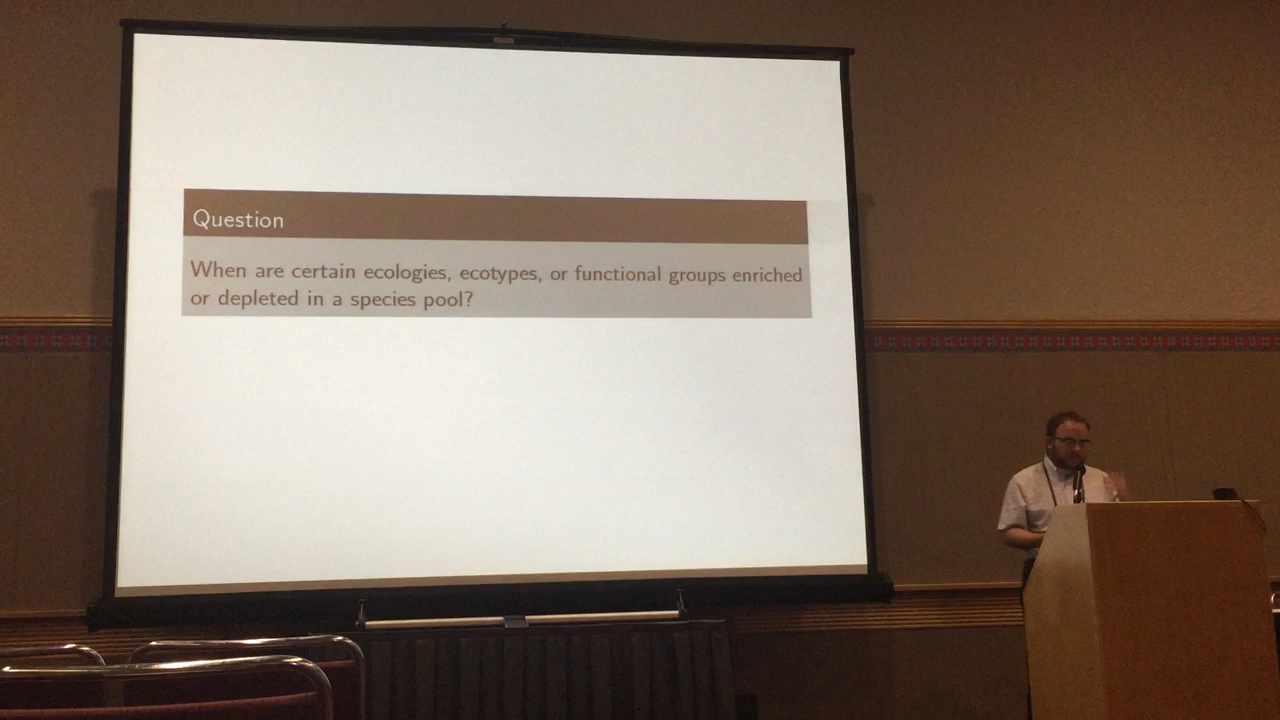 Question
When are certain ecologies, ecotypes, or functional groups enriched
or depleted in a species pool?